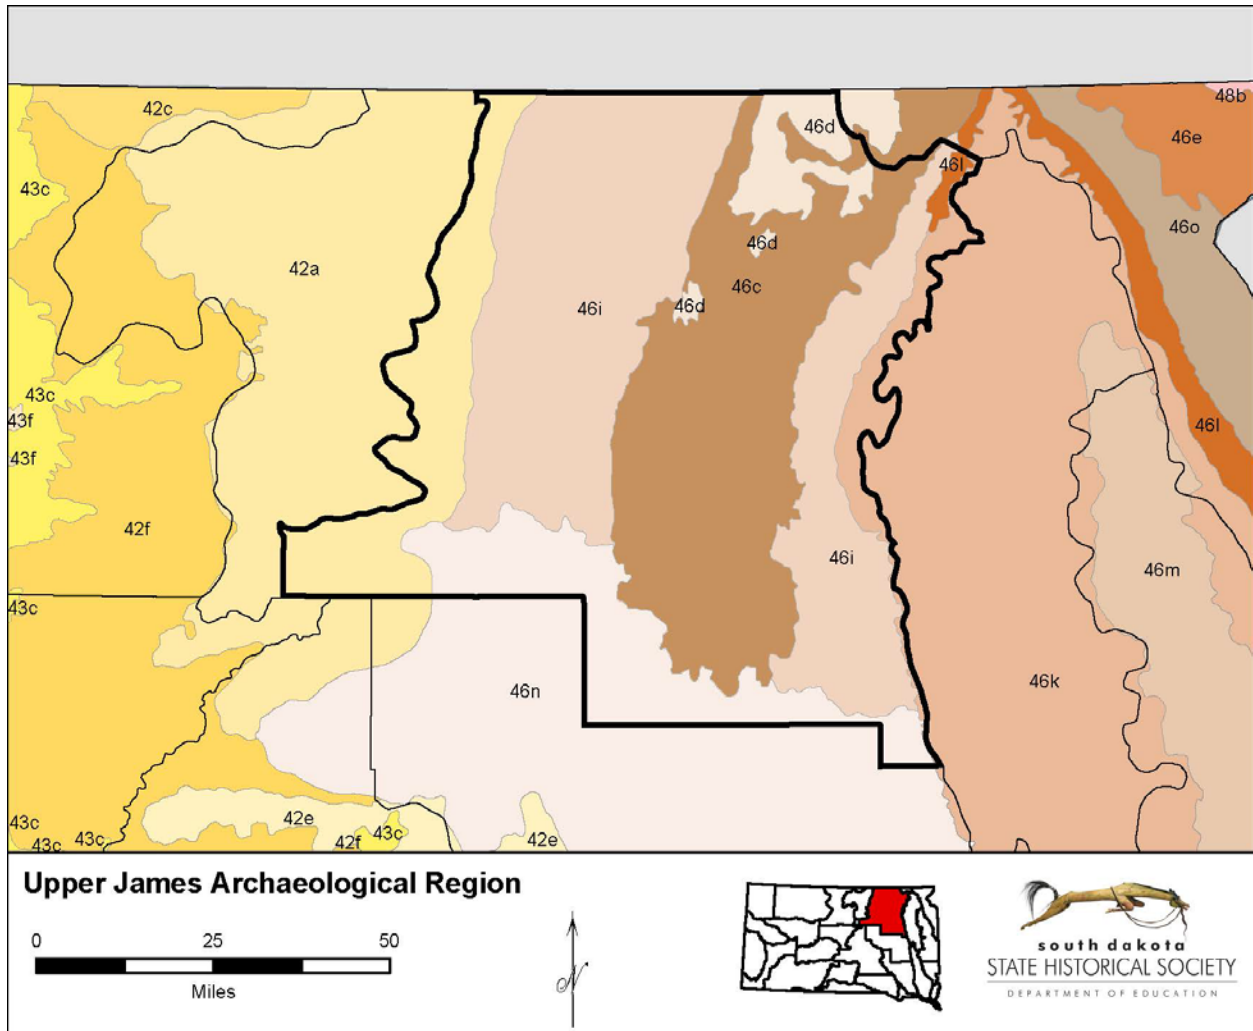 48b
42c
46d
46e
46l
43c
46o
46d
42a
46c
46i
46d
43c
43f
46l
43f
42f
46i
46m
43c
46k
46n
42e
43c
43c
43c
43c
42f
42e
Upper James Archaeological Region
0 25 50
Miles
N
south dakota
STATE HISTORICAL SOCIETY
DEPARTMENT OF EDUCATION